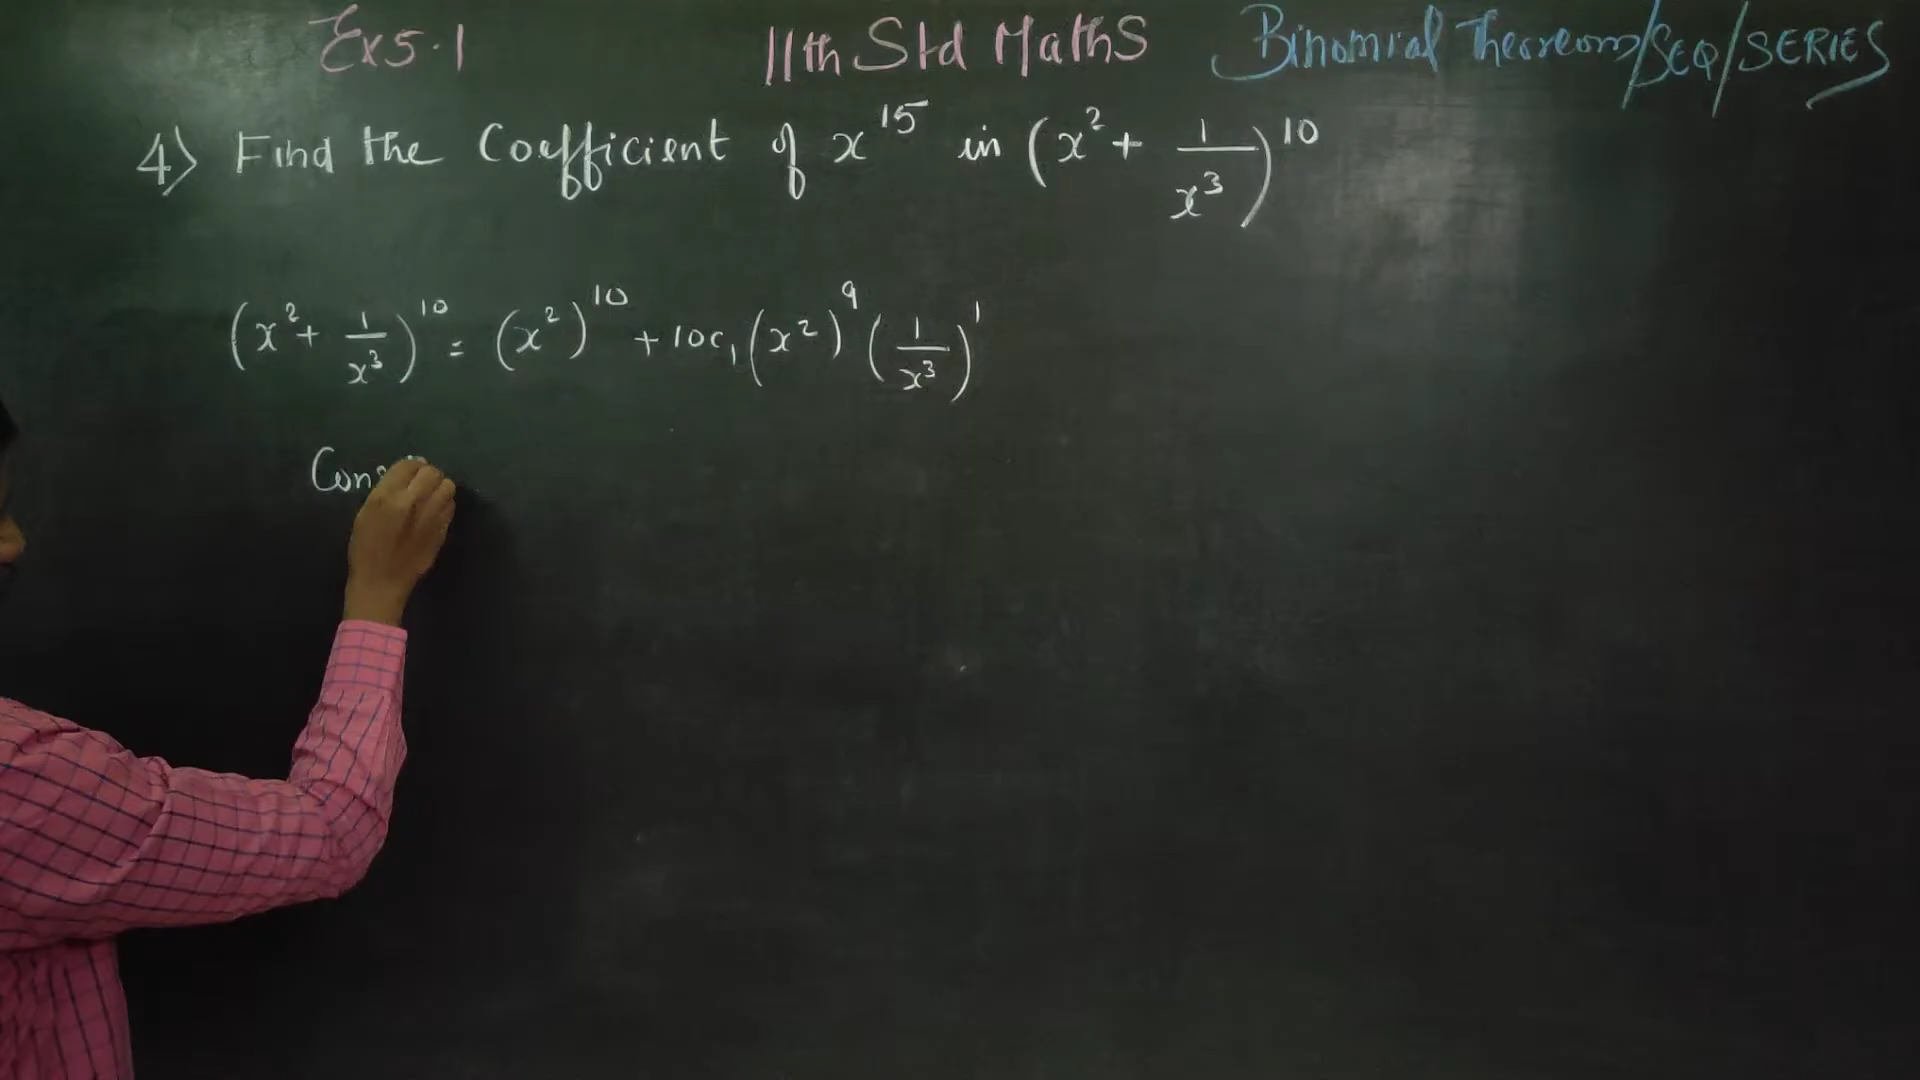 Ex5.1 11th Std Maths Binomial Theorem/SEQ/SERIES
4) Find the Coefficient of x^15 in (x^2 + 1/x^3)^10
(x^2 + 1/x^3)^10 = (x^2)^10 + 10c₁ (x^2)^9 (1/x^3)^1